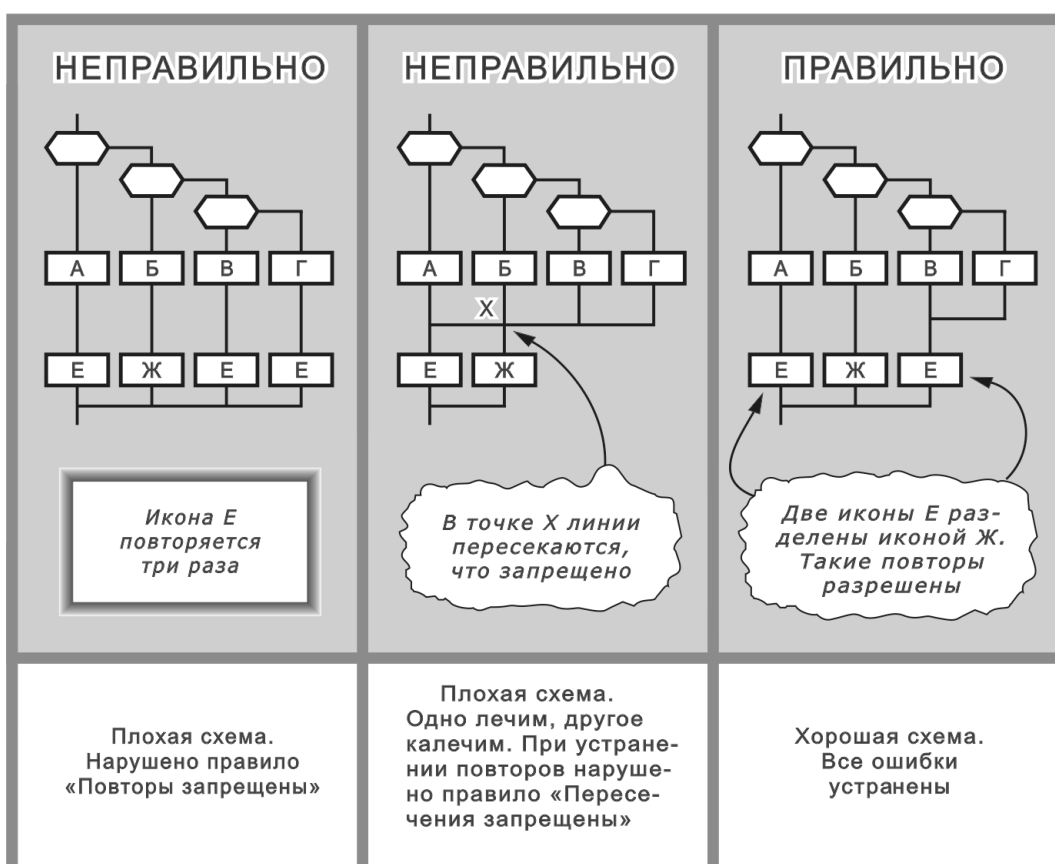 НЕПРАВИЛЬНО
А Б В Г
Е Ж Е Е
Икона Е
повторяется
три раза
Плохая схема.
Нарушено правило
«Повторы запрещены»
НЕПРАВИЛЬНО
А Б В Г
Х
Е Ж
В точке Х линии
пересекаются,
что запрещено
Плохая схема.
Одно лечим, другое
калечим. При устране-
нии повторов наруше-
но правило «Пересе-
чения запрещены»
ПРАВИЛЬНО
А Б В Г
Е Ж Е
Две иконы Е раз-
делены иконой Ж.
Такие повторы
разрешены
Хорошая схема.
Все ошибки
устранены